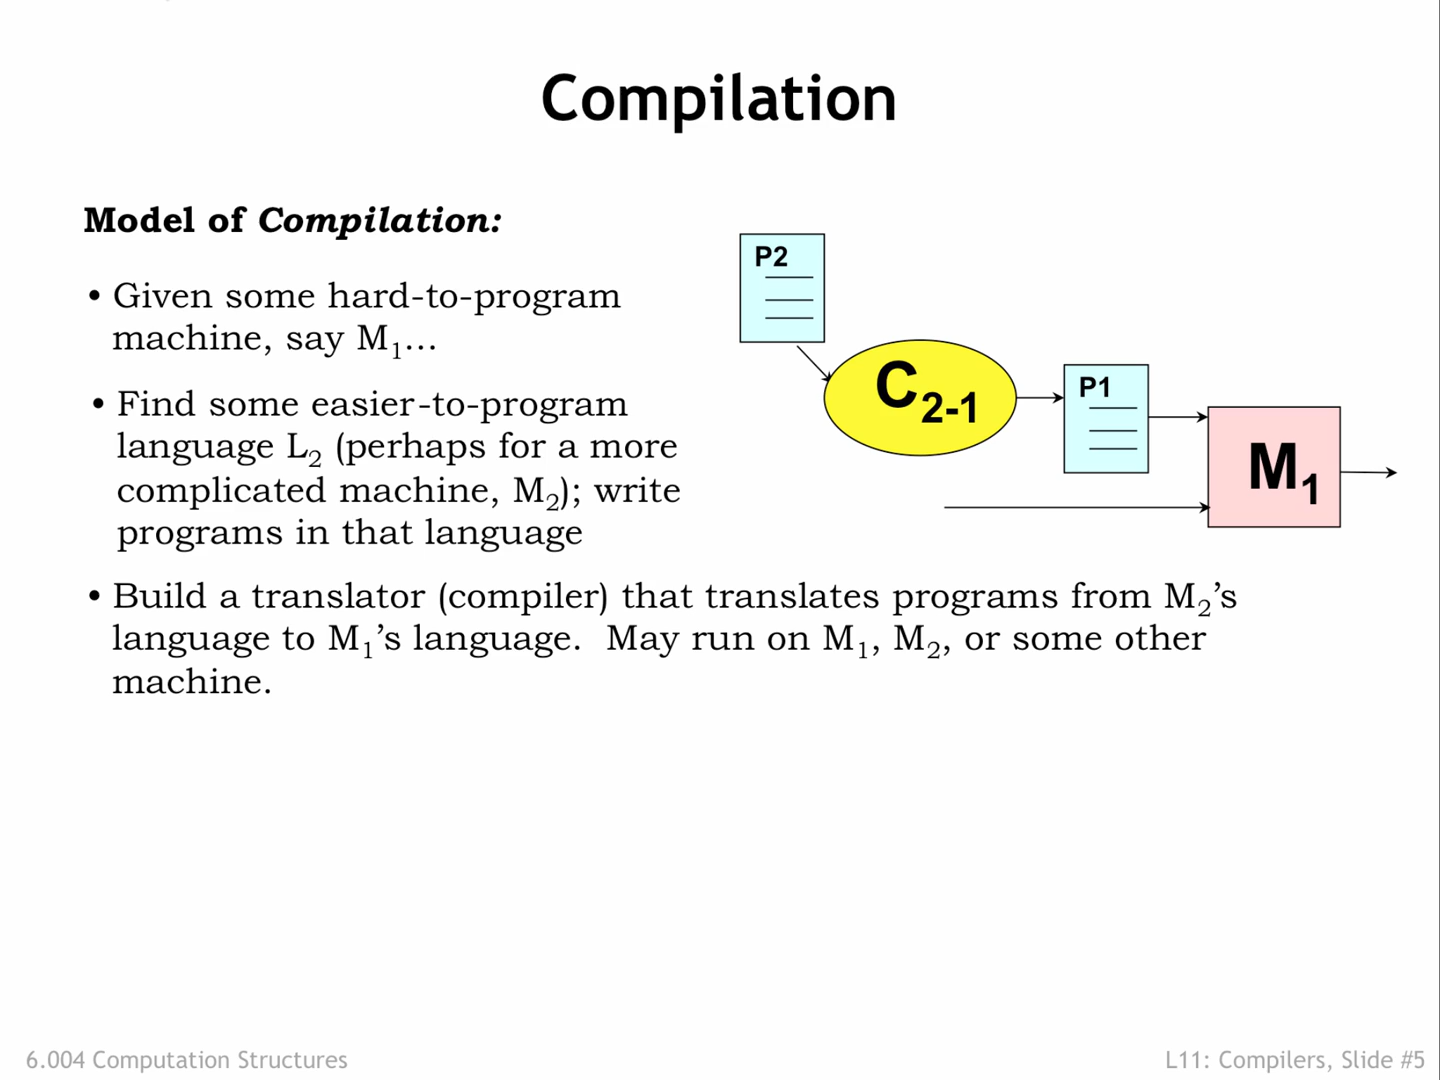 Compilation
Model of Compilation:
• Given some hard-to-program
machine, say M₁...
• Find some easier-to-program
language L₂ (perhaps for a more
complicated machine, M₂); write
programs in that language
• Build a translator (compiler) that translates programs from M₂’s
language to M₁’s language.  May run on M₁, M₂, or some other
machine.
P2
C₂₋₁
P1
M₁
6.004 Computation Structures
L11: Compilers, Slide #5